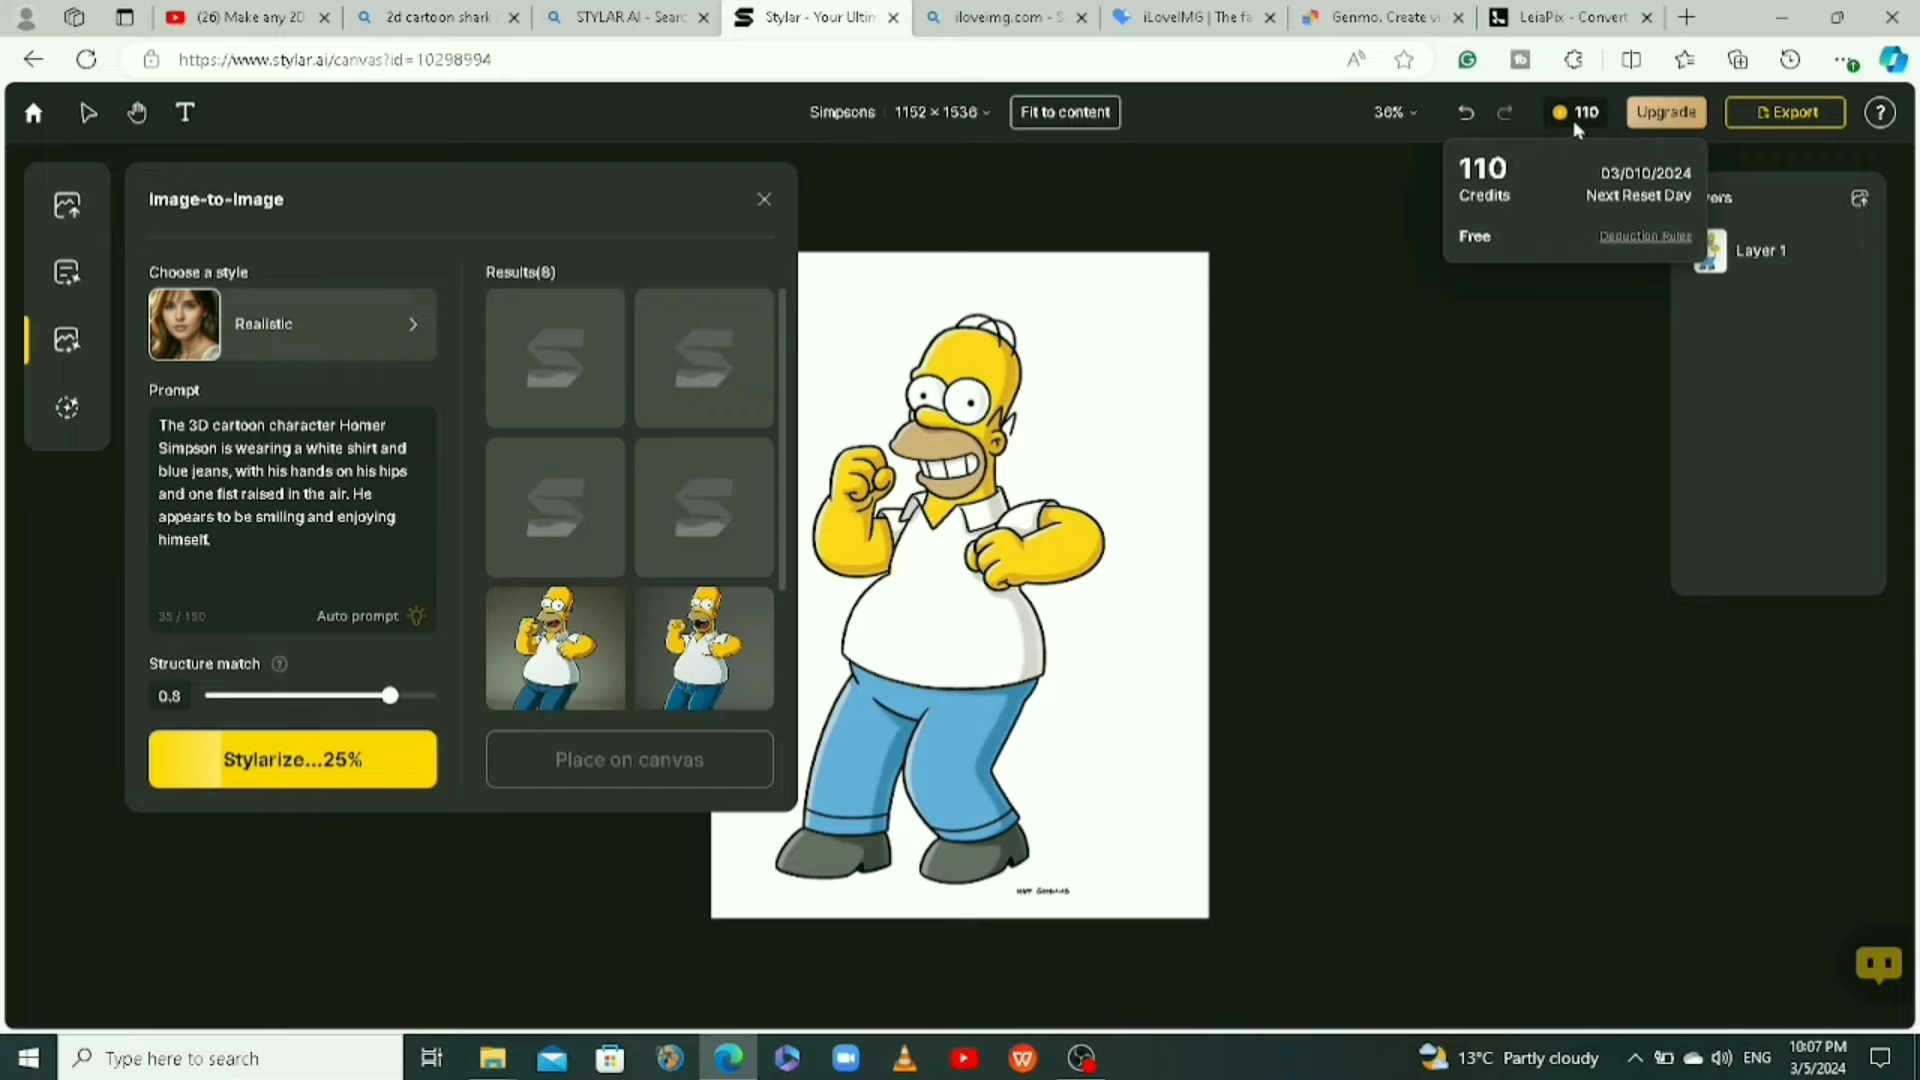 (26) Make any 2D
2d cartoon shark
STYLAR AI - Searc
Stylar - Your Ultim
iloveimg.com - S
iLoveIMG | The fa
Genmo. Create vi
LeiaPix - Convert
https://www.stylar.ai/canvas?id=10298994
Simpsons
1152 × 1536
Fit to content
36%
110
Upgrade
Export
?
110
Credits
03/010/2024
Next Reset Day
Free
Deduction Rules
ers
Layer 1
Image-to-Image
Choose a style
Realistic
Prompt
The 3D cartoon character Homer
Simpson is wearing a white shirt and
blue jeans, with his hands on his hips
and one fist raised in the air. He
appears to be smiling and enjoying
himself.
35 / 150
Auto prompt
Structure match
?
0.8
Stylarize...25%
Results(8)
Place on canvas
Type here to search
13°C Partly cloudy
ENG
10:07 PM
3/5/2024